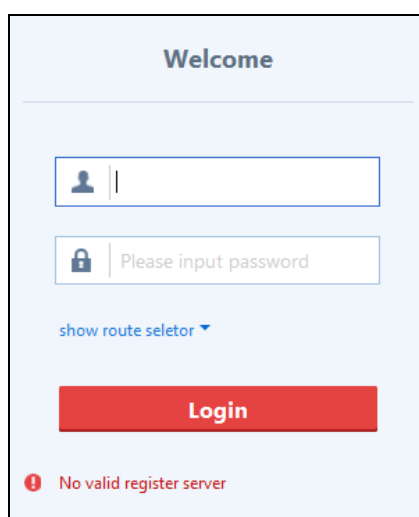 Welcome
Please input password
show route seletor
Login
No valid register server